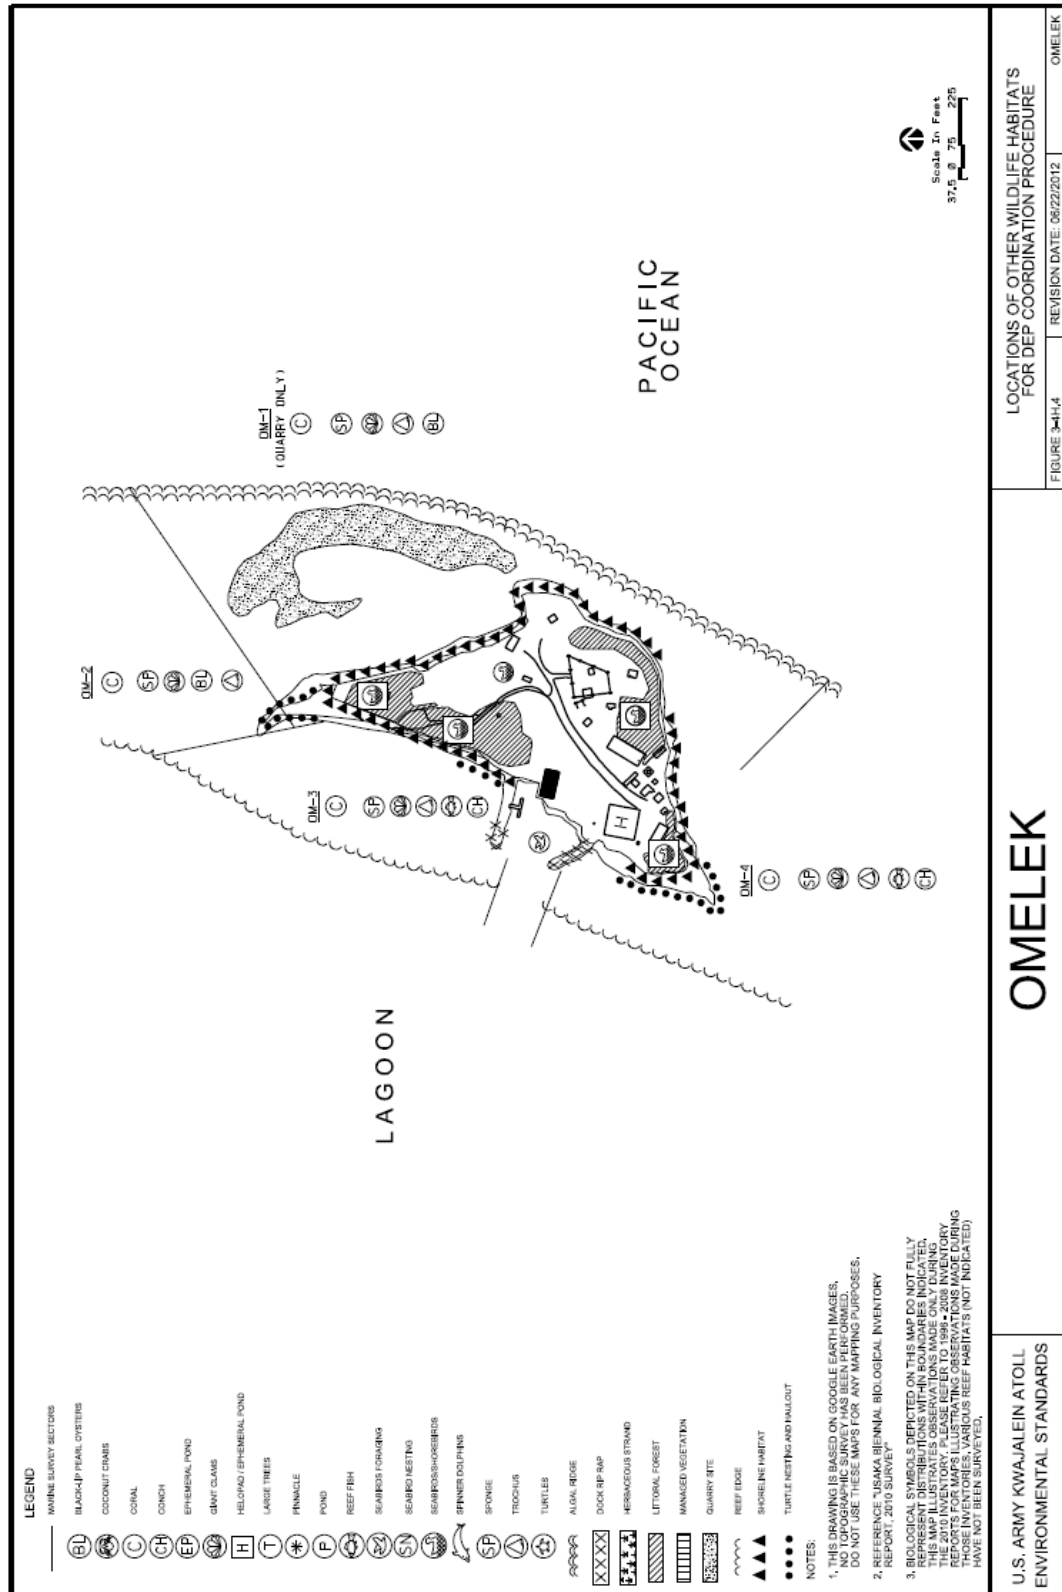 LEGEND
MARINE SURVEY SECTORS
BL BLACK-LIP PEARL OYSTERS
COCONUT CRABS
C CORAL
CH CONCH
EP EPHEMERAL POND
GIANT CLAMS
H HELOPAD / EPHEMERAL POND
T LARGE TREES
PINNACLE
P POND
REEF FISH
SEABIRDS FORAGING
SN SEABIRD NESTING
SEABIRDS/SHOREBIRDS
SPINNER DOLPHINS
SP SPONGE
TROCHUS
TURTLES
ALGAL RIDGE
DOCK RIP RAP
HERBACEOUS STRAND
LITTORAL FOREST
MANAGED VEGETATION
QUARRY SITE
REEF EDGE
SHORELINE HABITAT
TURTLE NESTING AND HAULOUT
NOTES:
1. THIS DRAWING IS BASED ON GOOGLE EARTH IMAGES,
NO TOPOGRAPHIC SURVEY HAS BEEN PERFORMED.
DO NOT USE THESE MAPS FOR ANY MAPPING PURPOSES.
2. REFERENCE "USAKA BIENNIAL BIOLOGICAL INVENTORY
REPORT, 2010 SURVEY"
3. BIOLOGICAL SYMBOLS DEPICTED ON THIS MAP DO NOT FULLY
REPRESENT DISTRIBUTIONS WITHIN BOUNDARIES INDICATED.
THIS MAP ILLUSTRATES OBSERVATIONS MADE ONLY DURING
THE 2010 INVENTORY. PLEASE REFER TO 1996 - 2008 INVENTORY
REPORTS FOR MAPS ILLUSTRATING OBSERVATIONS MADE DURING
THOSE INVENTORIES. VARIOUS REEF HABITATS (NOT INDICATED)
HAVE NOT BEEN SURVEYED.
LAGOON
OM-2
C
SP
BL
OM-3
C
SP
CH
H
OM-4
C
SP
CH
OM-1
(QUARRY ONLY)
C
SP
BL
PACIFIC
OCEAN
Scale In Feet
37.5 0 75 225
U.S. ARMY KWAJALEIN ATOLL
ENVIRONMENTAL STANDARDS
OMELEK
LOCATIONS OF OTHER WILDLIFE HABITATS
FOR DEP COORDINATION PROCEDURE
FIGURE 3-4H.4
REVISION DATE: 06/22/2012
OMELEK